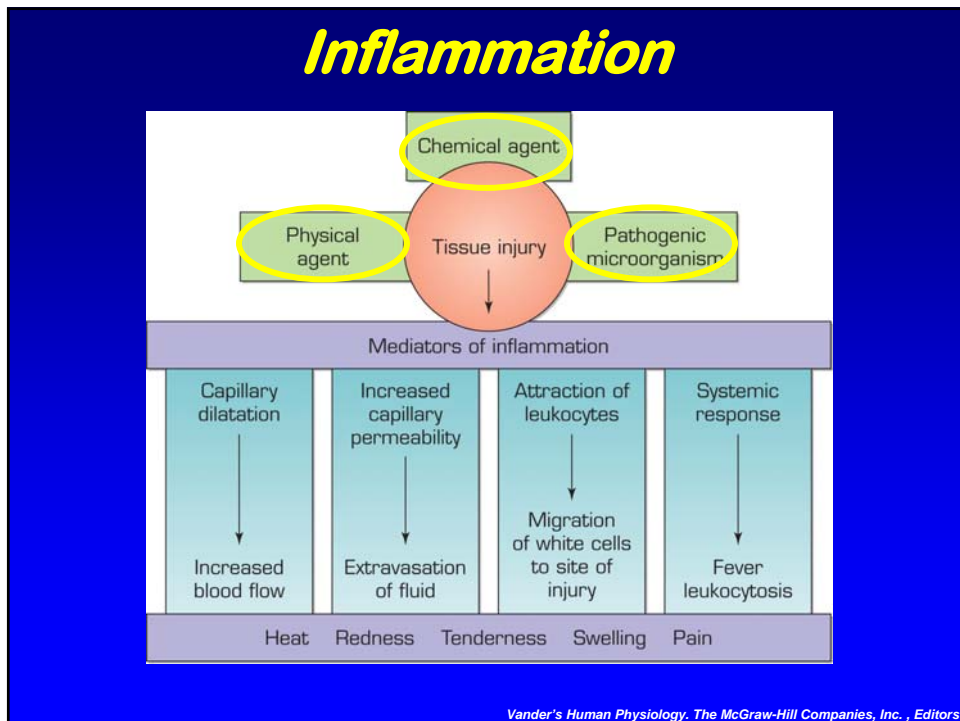 Inflammation
Chemical agent
Physical
agent
Tissue injury
Pathogenic
microorganism
Mediators of inflammation
Capillary
dilatation
Increased
blood flow
Increased
capillary
permeability
Extravasation
of fluid
Attraction of
leukocytes
Migration
of white cells
to site of
injury
Systemic
response
Fever
leukocytosis
Heat Redness Tenderness Swelling Pain
Vander's Human Physiology. The McGraw-Hill Companies, Inc. , Editors